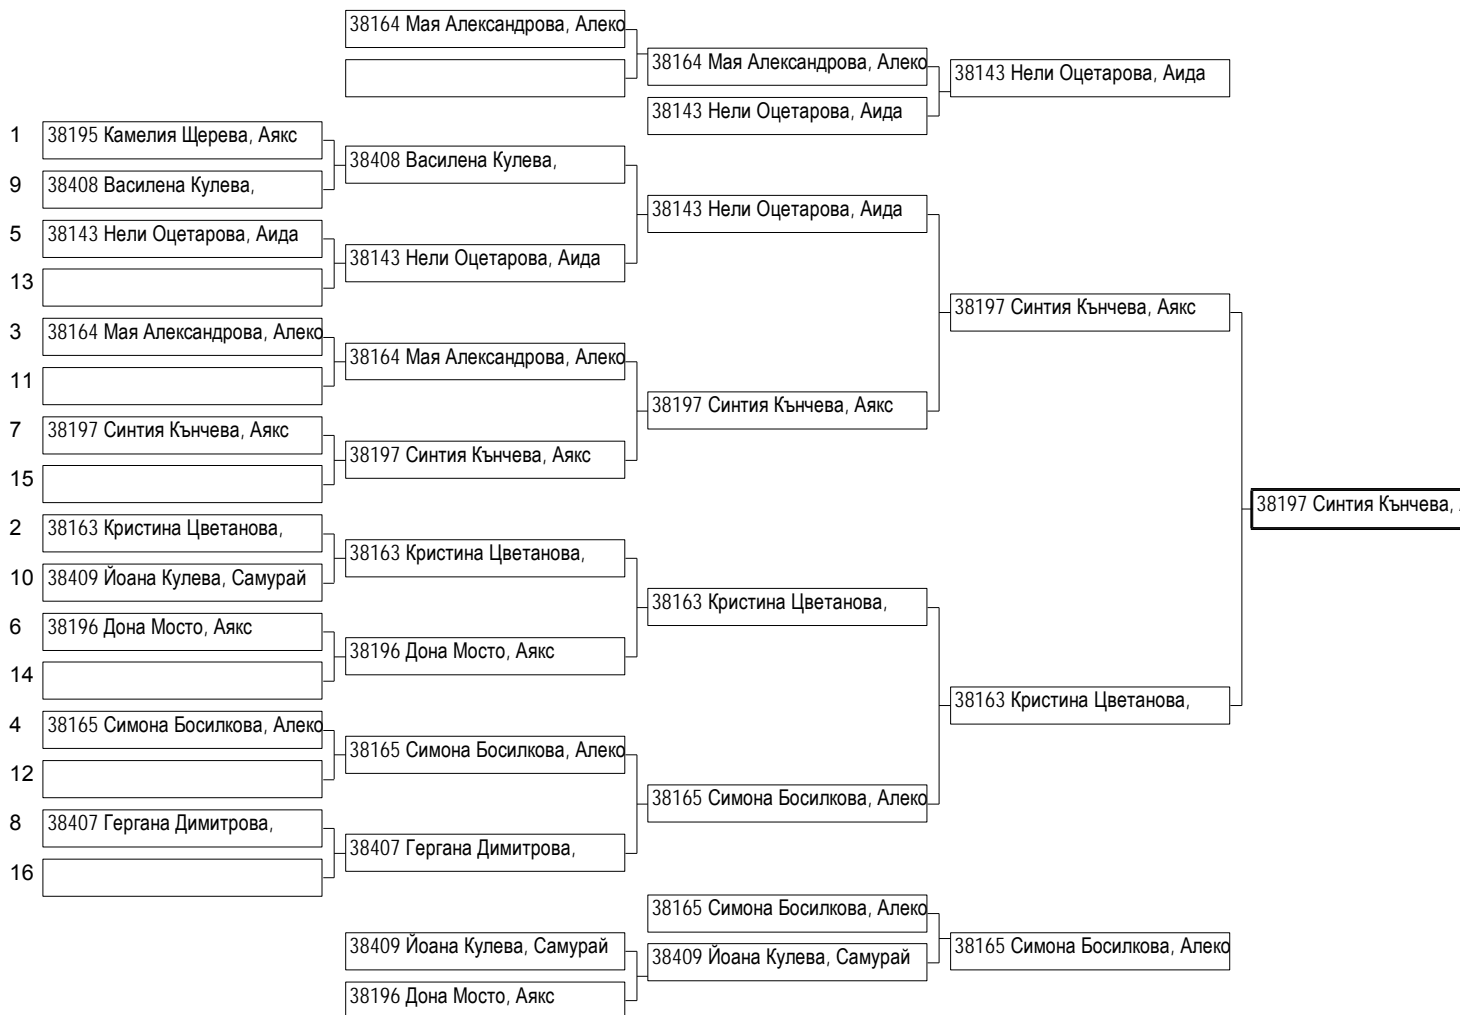 38164 Мая Александрова, Алеко
38164 Мая Александрова, Алеко
38143 Нели Оцетарова, Аида
38143 Нели Оцетарова, Аида
1 38195 Камелия Щерева, Аякс
38408 Василена Кулева,
9 38408 Василена Кулева,
38143 Нели Оцетарова, Аида
5 38143 Нели Оцетарова, Аида
38143 Нели Оцетарова, Аида
13
38197 Синтия Кънчева, Аякс
3 38164 Мая Александрова, Алеко
38164 Мая Александрова, Алеко
11
38197 Синтия Кънчева, Аякс
7 38197 Синтия Кънчева, Аякс
38197 Синтия Кънчева, Аякс
15
38197 Синтия Кънчева,
2 38163 Кристина Цветанова,
38163 Кристина Цветанова,
10 38409 Йоана Кулева, Самурай
38163 Кристина Цветанова,
6 38196 Дона Мосто, Аякс
38196 Дона Мосто, Аякс
14
38163 Кристина Цветанова,
4 38165 Симона Босилкова, Алеко
38165 Симона Босилкова, Алеко
12
38165 Симона Босилкова, Алеко
8 38407 Гергана Димитрова,
38407 Гергана Димитрова,
16
38165 Симона Босилкова, Алеко
38409 Йоана Кулева, Самурай
38409 Йоана Кулева, Самурай
38165 Симона Босилкова, Алеко
38196 Дона Мосто, Аякс